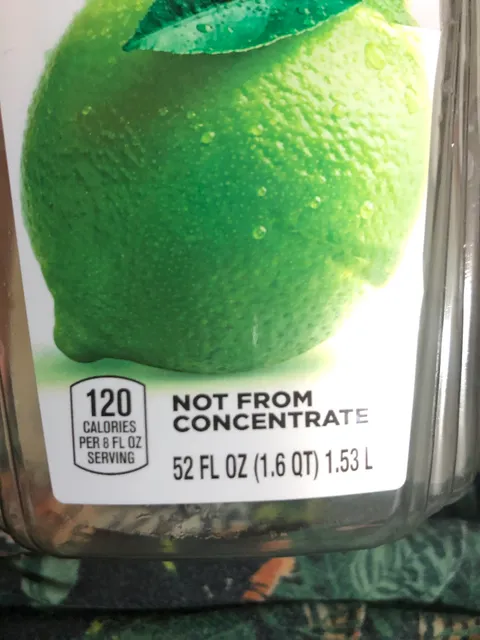 120
CALORIES
PER 8 FL OZ
SERVING
NOT FROM
CONCENTRATE
52 FL OZ (1.6 QT) 1.53 L